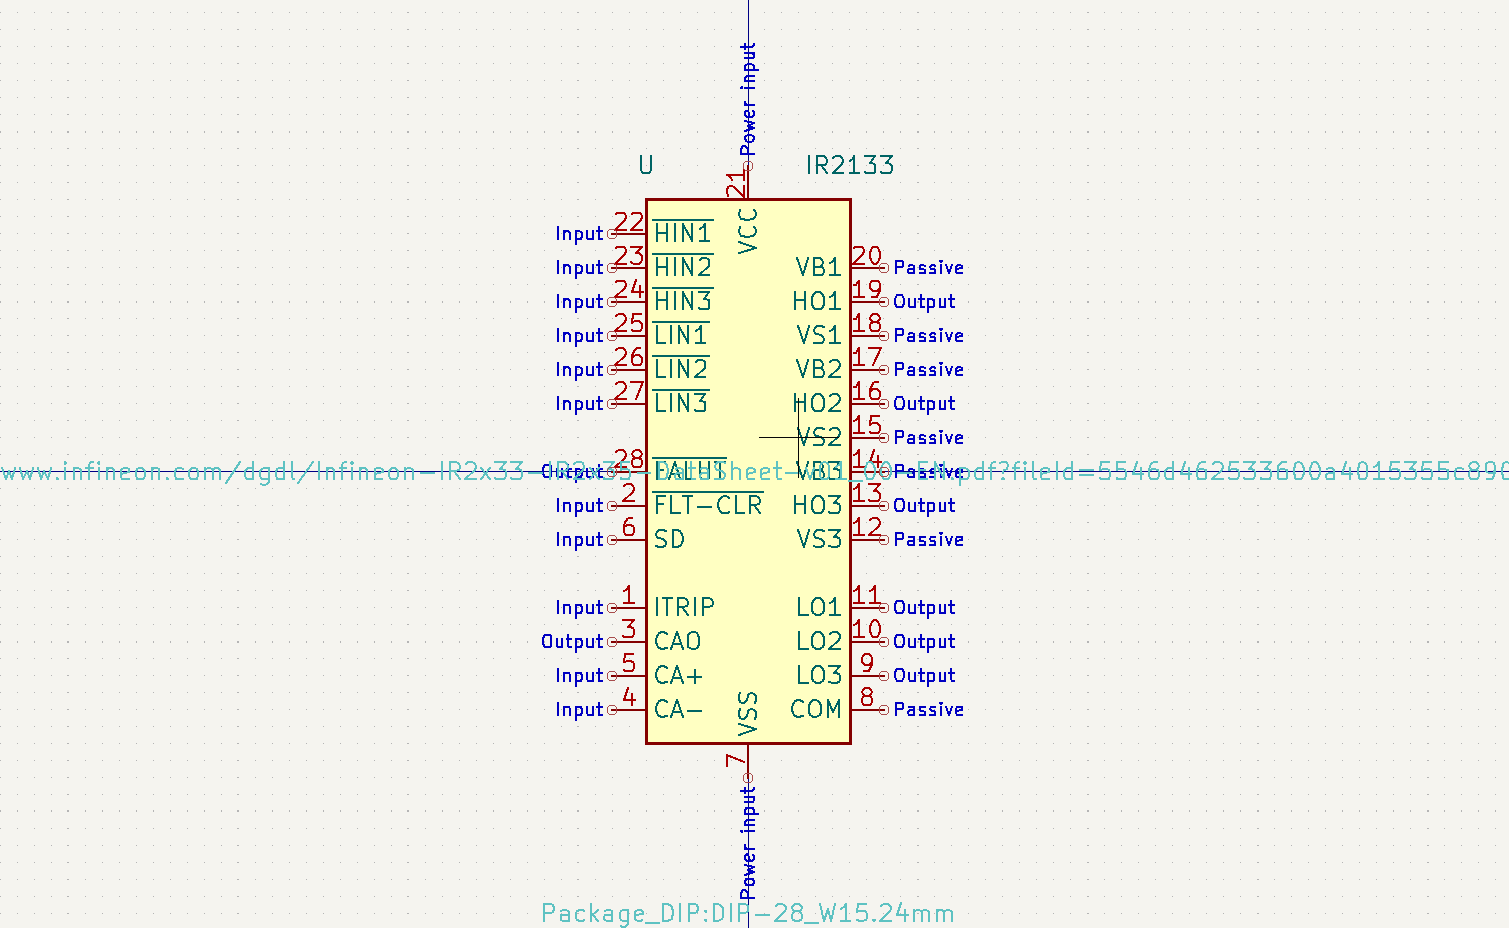 Power input
U
IR2133
21
VCC
Input 22 HIN1
Input 23 HIN2
VB1 20 Passive
Input 24 HIN3
HO1 19 Output
Input 25 LIN1
VS1 18 Passive
Input 26 LIN2
VB2 17 Passive
Input 27 LIN3
HO2 16 Output
VS2 15 Passive
Output 28 FALUT
VB3 14 Passive
www.infineon.com/dgdl/Infineon-IR2x33-IR2x35-DataSheet-v01_00-EN.pdf?fileId=5546d462533600a4015355c890
Input 2 FLT-CLR
HO3 13 Output
Input 6 SD
VS3 12 Passive
Input 1 ITRIP
LO1 11 Output
Output 3 CAO
LO2 10 Output
Input 5 CA+
LO3 9 Output
Input 4 CA-
COM 8 Passive
VSS
7
Power input
Package_DIP:DIP-28_W15.24mm